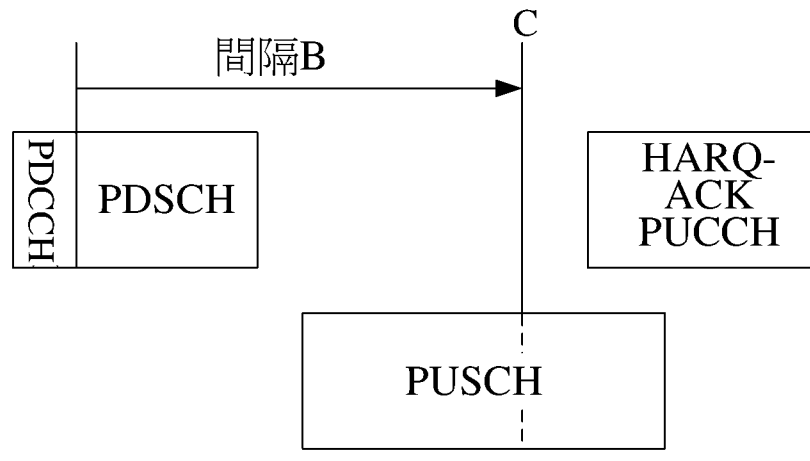 C
間隔B
PDCCH
PDSCH
HARQ-
ACK
PUCCH
PUSCH